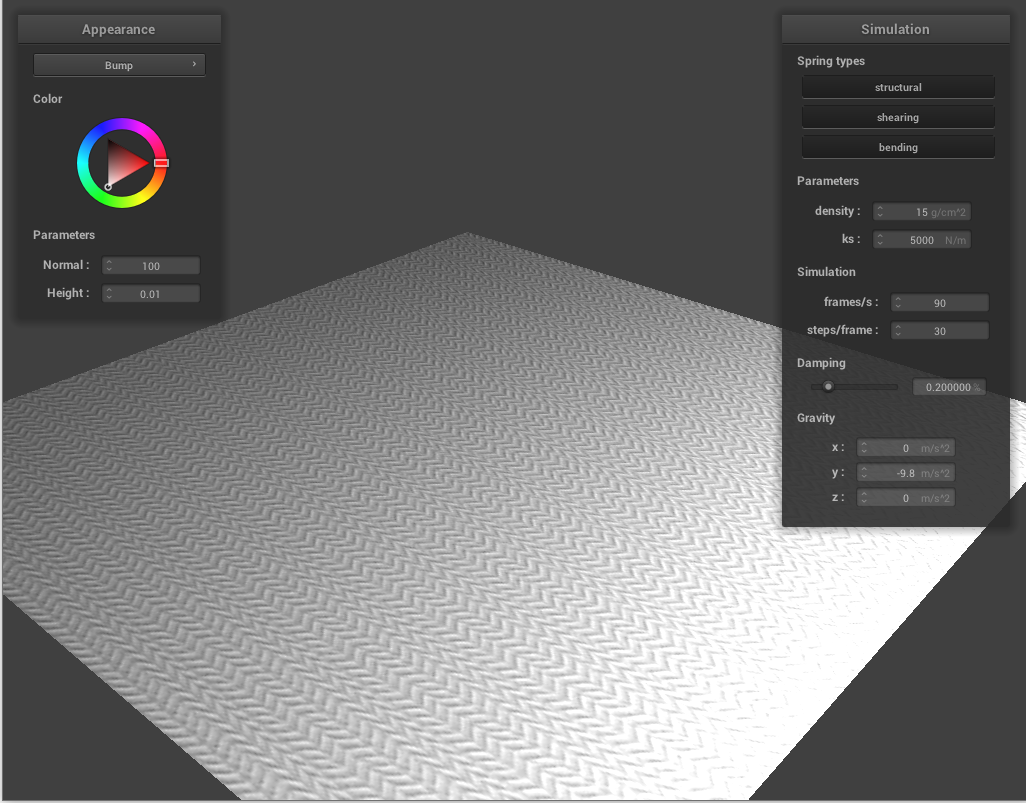 Appearance
Bump
Color
Parameters
Normal : 100
Height : 0.01
Simulation
Spring types
structural
shearing
bending
Parameters
density : 15 g/cm^2
ks : 5000 N/m
Simulation
frames/s : 90
steps/frame : 30
Damping
0.200000
Gravity
x : 0 m/s^2
y : -9.8 m/s^2
z : 0 m/s^2